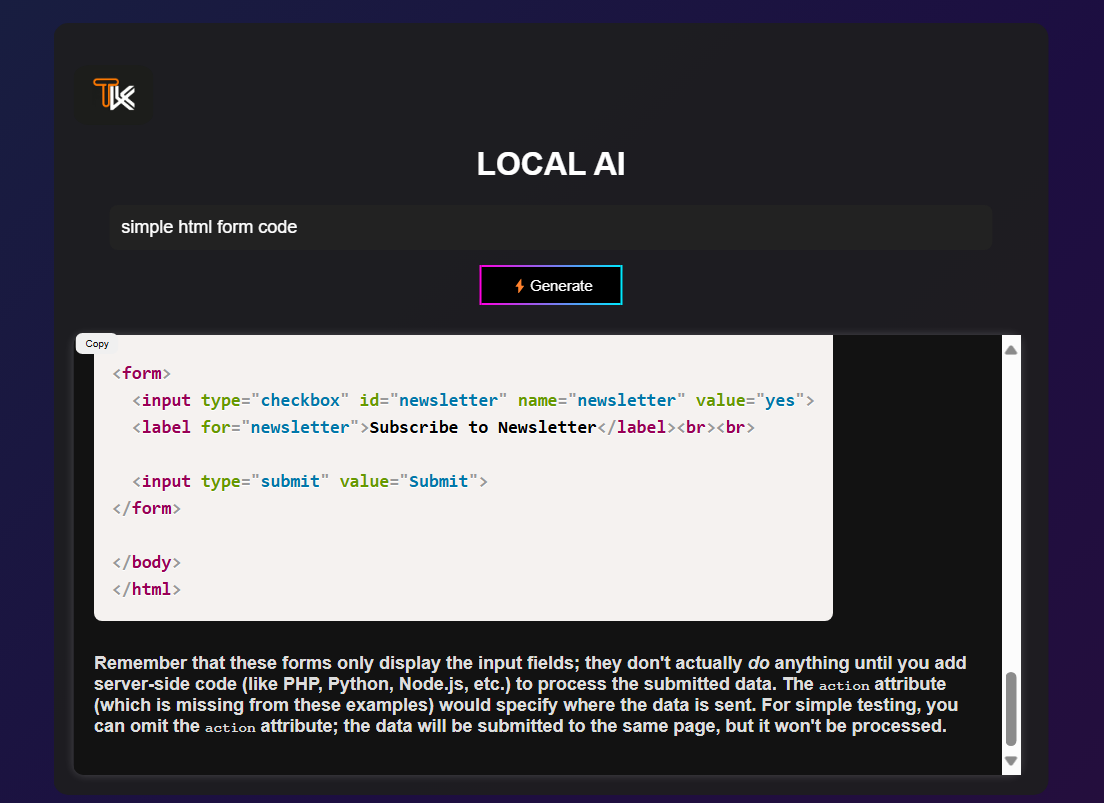 TK
LOCAL AI
simple html form code
Generate
Copy
<form>
  <input type="checkbox" id="newsletter" name="newsletter" value="yes">
  <label for="newsletter">Subscribe to Newsletter</label><br><br>
  <input type="submit" value="Submit">
</form>
</body>
</html>
Remember that these forms only display the input fields; they don't actually do anything until you add
server-side code (like PHP, Python, Node.js, etc.) to process the submitted data. The action attribute
(which is missing from these examples) would specify where the data is sent. For simple testing, you
can omit the action attribute; the data will be submitted to the same page, but it won't be processed.